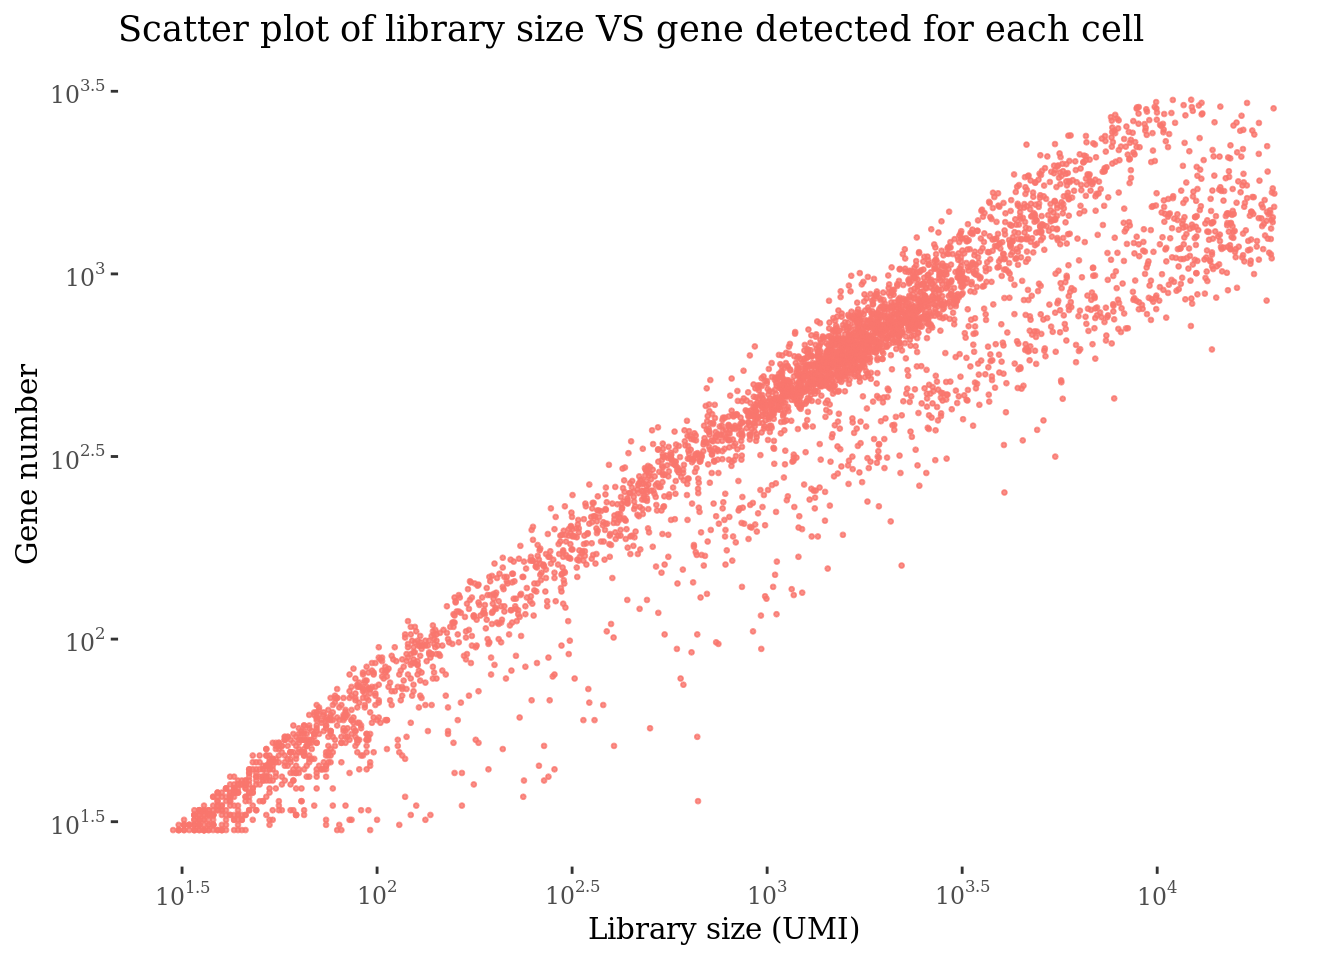 Scatter plot of library size VS gene detected for each cell
10^3.5
10^3
10^2.5
10^2
10^1.5
Gene number
10^1.5 10^2 10^2.5 10^3 10^3.5 10^4
Library size (UMI)